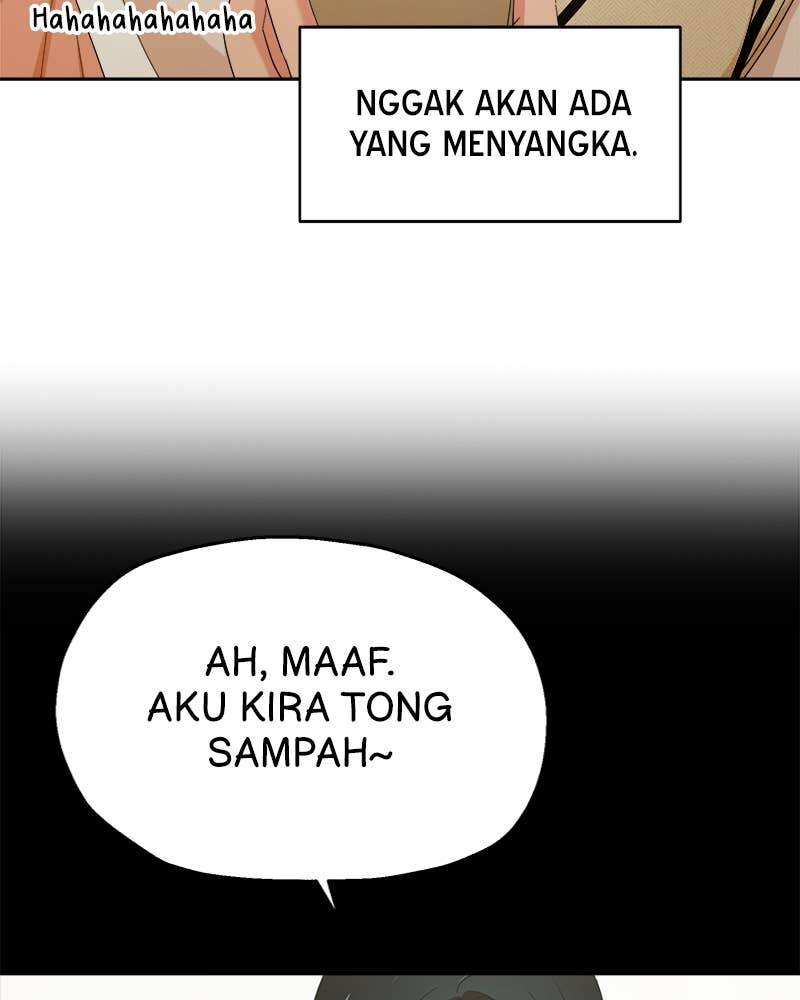 Hahahahahahaha
NGGAK AKAN ADA
YANG MENYANGKA.
AH, MAAF.
AKU KIRA TONG
SAMPAH~